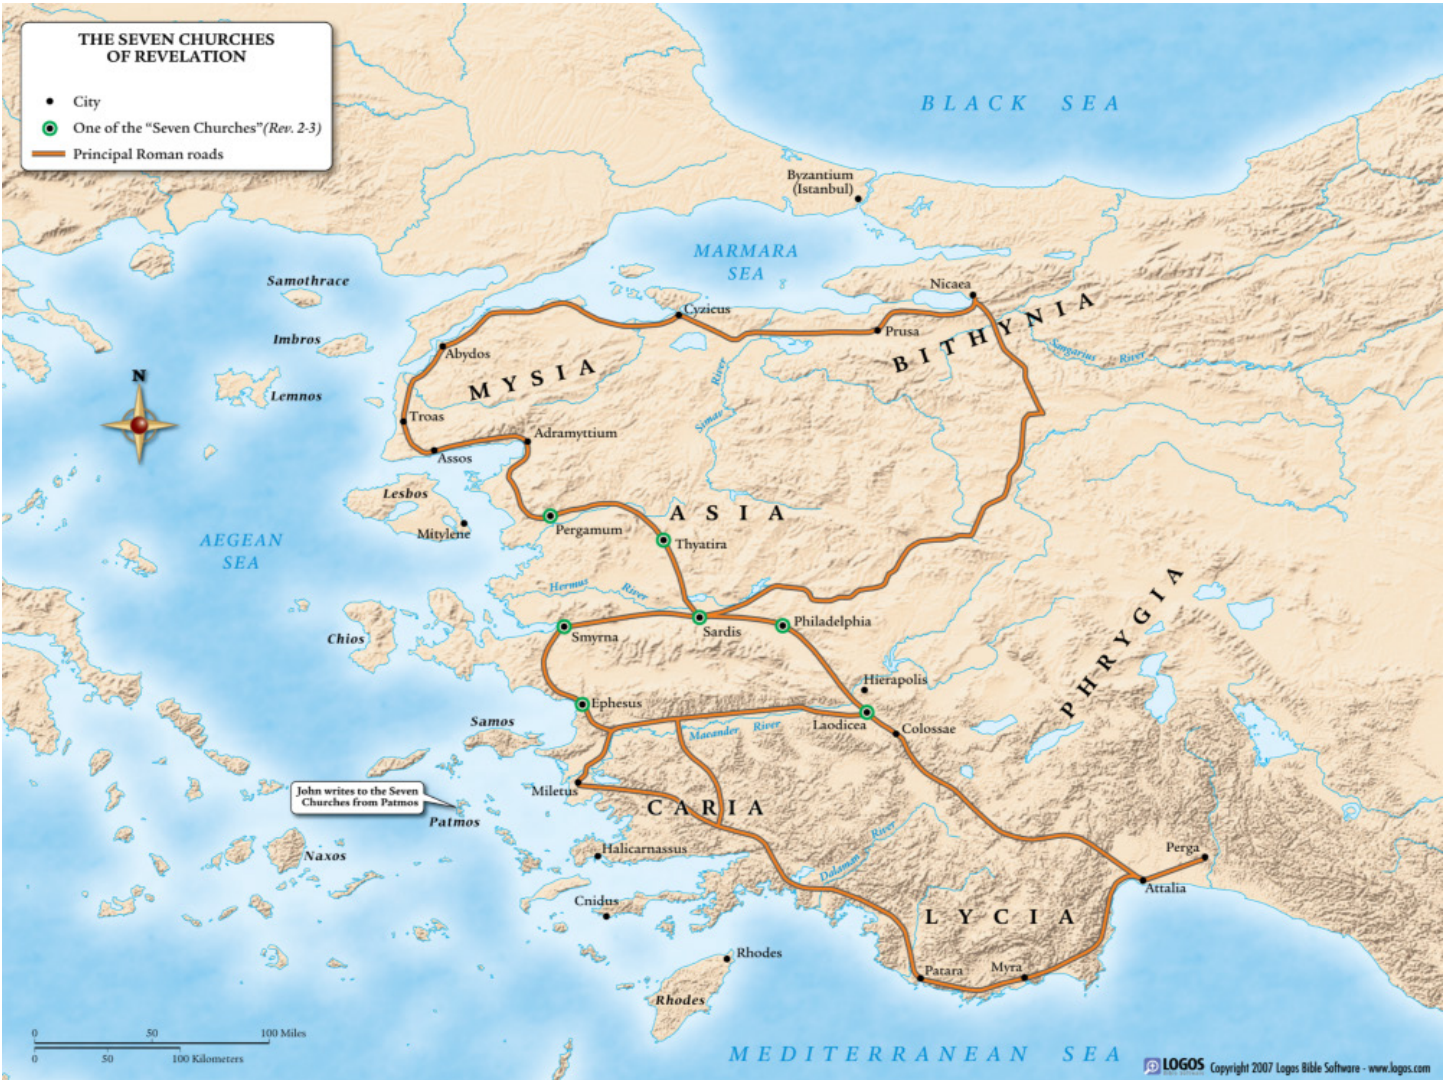 THE SEVEN CHURCHES
OF REVELATION
City
One of the “Seven Churches”(Rev. 2-3)
Principal Roman roads
BLACK SEA
Byzantium
(Istanbul)
MARMARA
SEA
Samothrace
Nicaea
Cyzicus
BITHYNIA
Imbros
Prusa
Abydos
Sangarius River
N
MYSIA
River
Lemnos
Simav
Troas
Adramyttium
Assos
Lesbos
ASIA
Pergamum
Mitylene
AEGEAN
SEA
Thyatira
Hermus River
PHRYGIA
Philadelphia
Chios
Smyrna
Sardis
Hierapolis
Ephesus
Samos
Laodicea
Colossae
Maeander River
John writes to the Seven
Churches from Patmos
Miletus
CARIA
Patmos
River
Halicarnassus
Perga
Naxos
Dalaman
Attalia
Cnidus
LYCIA
Rhodes
Patara
Myra
Rhodes
0 50 100 Miles
0 50 100 Kilometers
MEDITERRANEAN SEA
LOGOS Copyright 2007 Logos Bible Software - www.logos.com